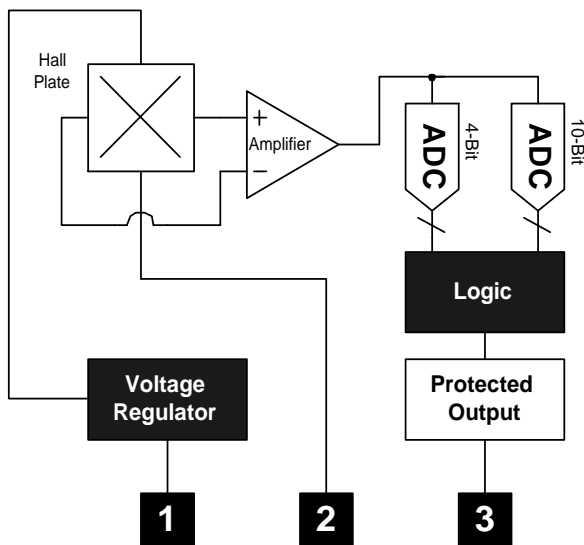 Hall
Plate
+
Amplifier
−
ADC
4-Bit
ADC
10-Bit
Logic
Voltage
Regulator
Protected
Output
1
2
3